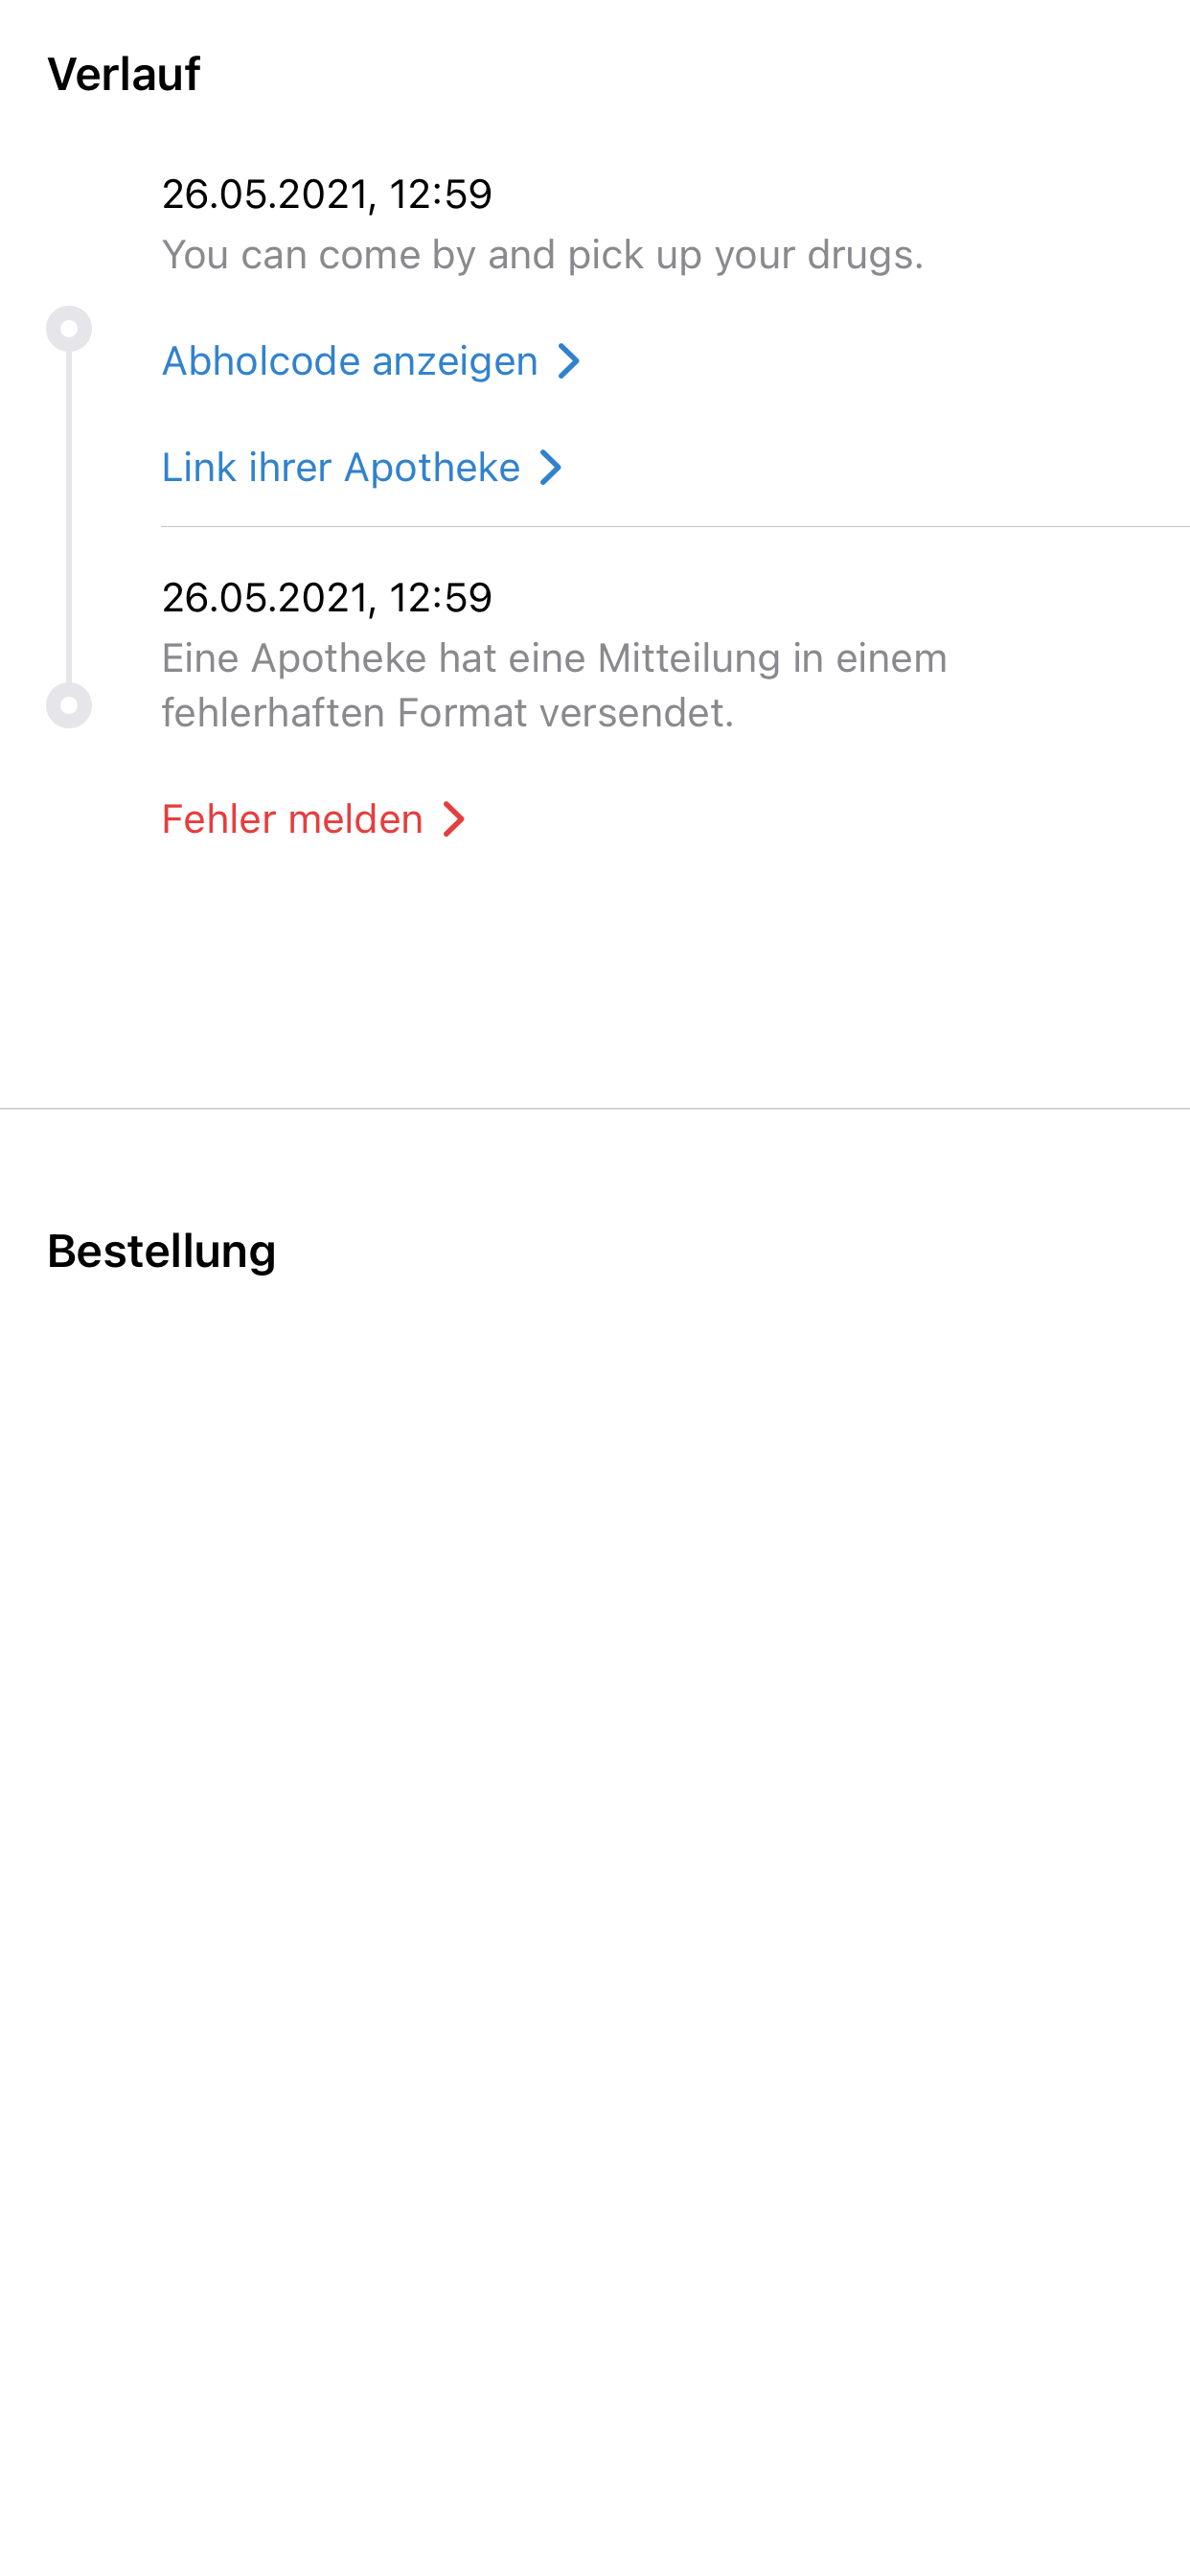 Verlauf
26.05.2021, 12:59
You can come by and pick up your drugs.
Abholcode anzeigen
Link ihrer Apotheke
26.05.2021, 12:59
Eine Apotheke hat eine Mitteilung in einem
fehlerhaften Format versendet.
Fehler melden
Bestellung